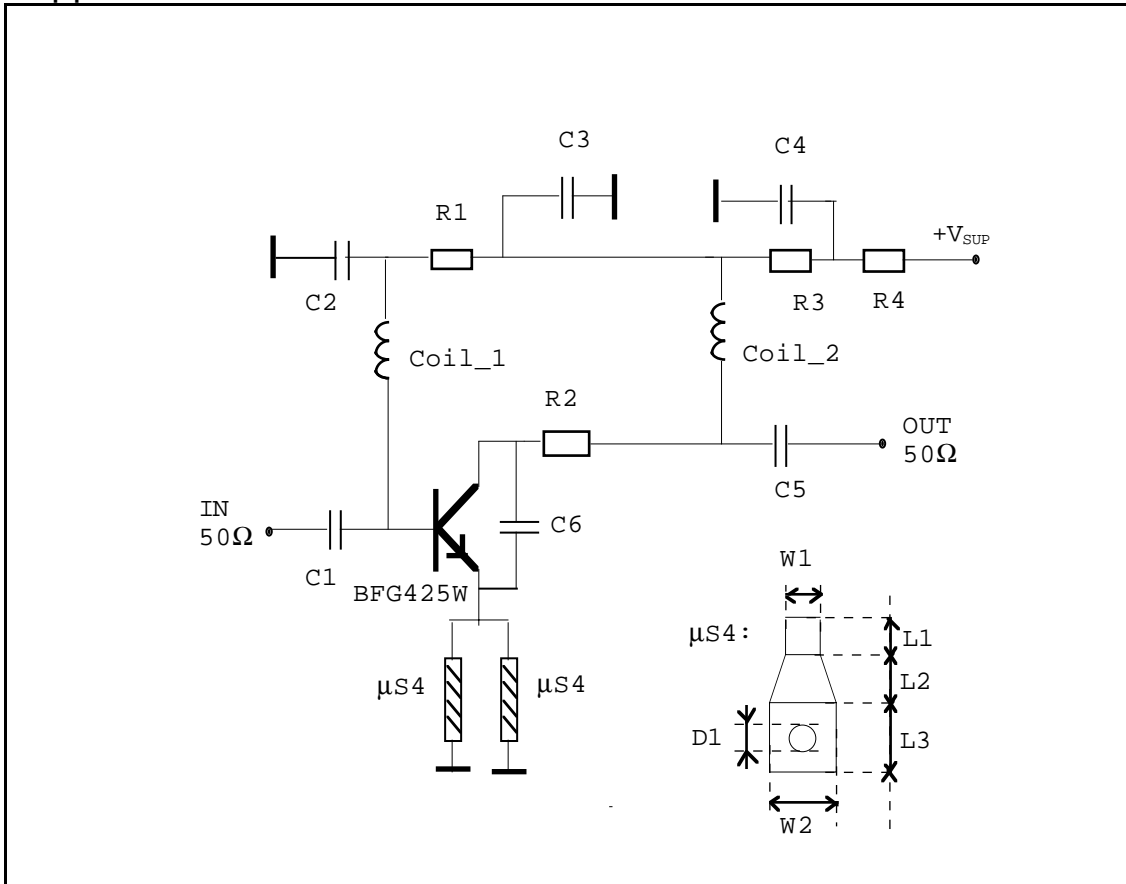 C3
C4
R1
+VSUP
C2
R3
R4
Coil_1
Coil_2
R2
OUT
50Ω
C5
IN
50Ω
C6
C1
BFG425W
W1
μS4:
L1
μS4
μS4
L2
D1
L3
W2